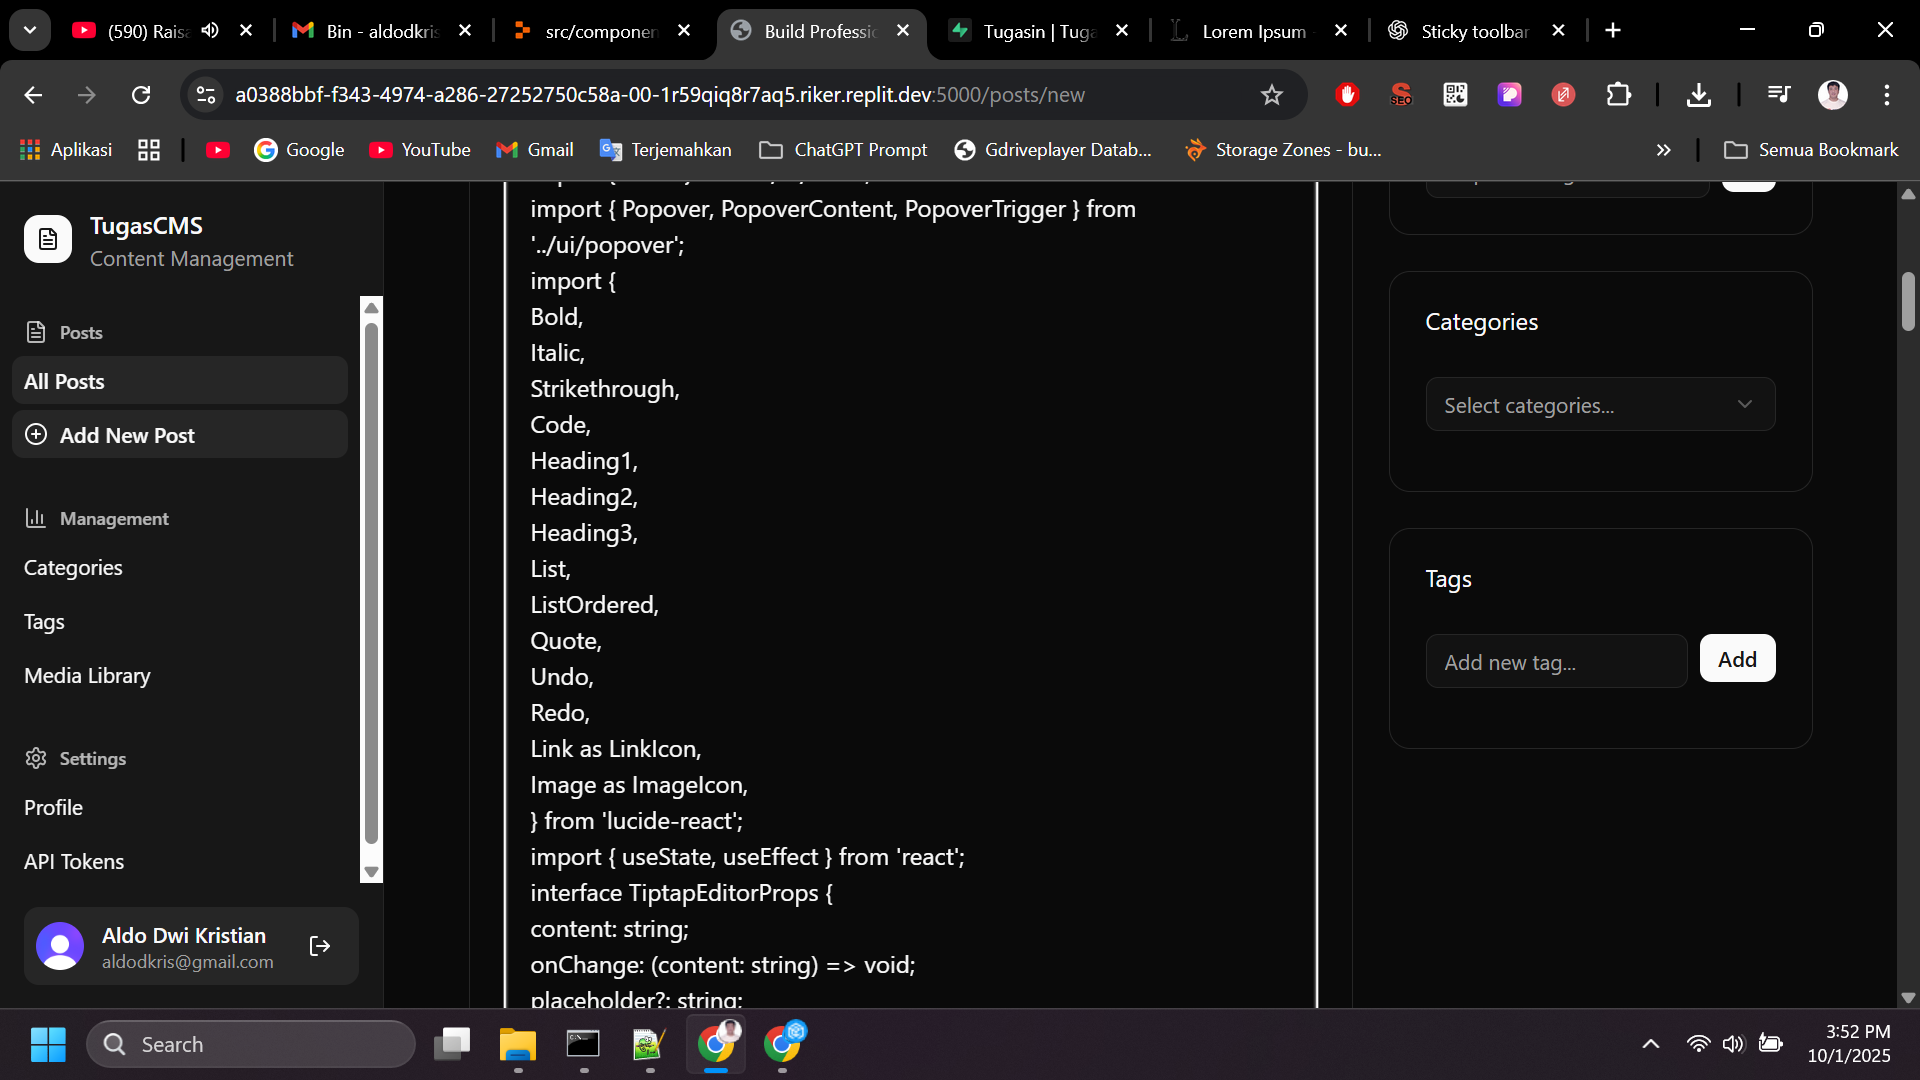 (590) Raisa
Bin - aldodkris
src/componen
Build Professio
Tugasin | Tuga
Lorem Ipsum
Sticky toolbar
a0388bbf-f343-4974-a286-27252750c58a-00-1r59qiq8r7aq5.riker.replit.dev:5000/posts/new
SEO
Aplikasi
Google
YouTube
Gmail
Terjemahkan
ChatGPT Prompt
Gdriveplayer Datab...
Storage Zones - bu...
Semua Bookmark
TugasCMS
Content Management
Posts
All Posts
Add New Post
Management
Categories
Tags
Media Library
Settings
Profile
API Tokens
Aldo Dwi Kristian
aldodkris@gmail.com
import { Popover, PopoverContent, PopoverTrigger } from
'../ui/popover';
import {
Bold,
Italic,
Strikethrough,
Code,
Heading1,
Heading2,
Heading3,
List,
ListOrdered,
Quote,
Undo,
Redo,
Link as LinkIcon,
Image as ImageIcon,
} from 'lucide-react';
import { useState, useEffect } from 'react';
interface TiptapEditorProps {
content: string;
onChange: (content: string) => void;
placeholder?: string;
Categories
Select categories...
Tags
Add new tag...
Add
Search
3:52 PM
10/1/2025